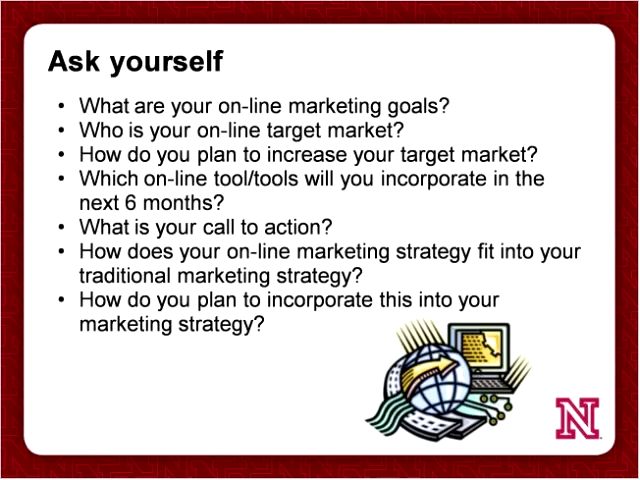 Ask yourself
• What are your on-line marketing goals?
• Who is your on-line target market?
• How do you plan to increase your target market?
• Which on-line tool/tools will you incorporate in the
next 6 months?
• What is your call to action?
• How does your on-line marketing strategy fit into your
traditional marketing strategy?
• How do you plan to incorporate this into your
marketing strategy?
N